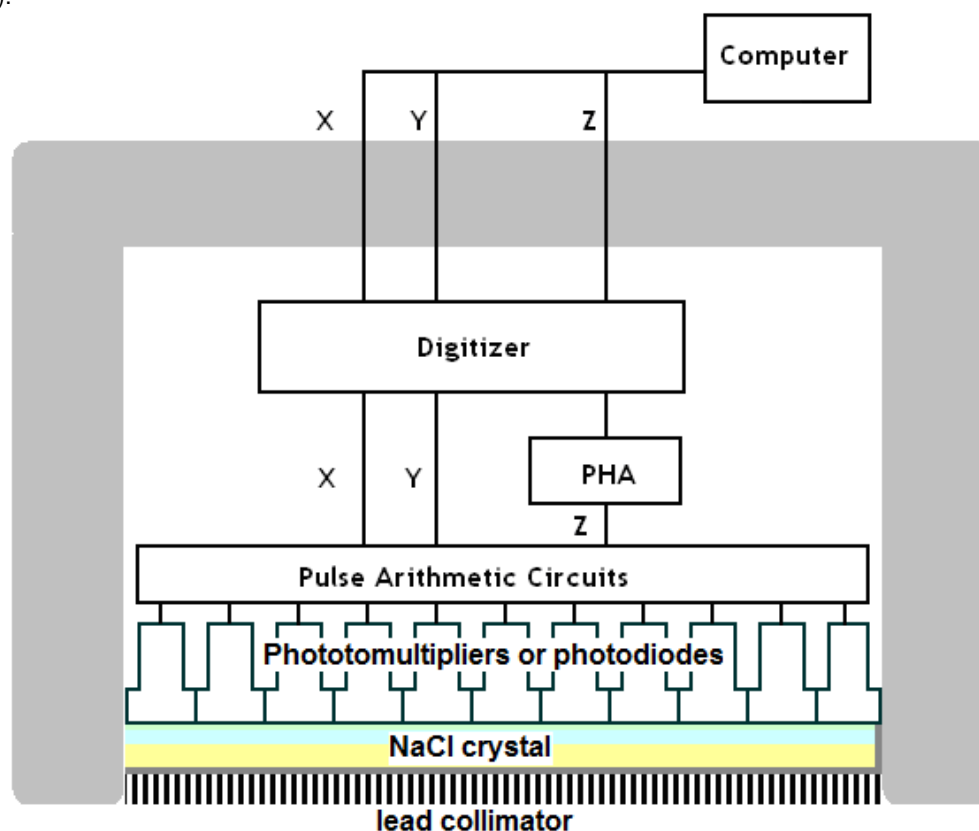 ).
Computer
X Y Z
Digitizer
X Y PHA
Z
Pulse Arithmetic Circuits
Phototomultipliers or photodiodes
NaCl crystal
lead collimator